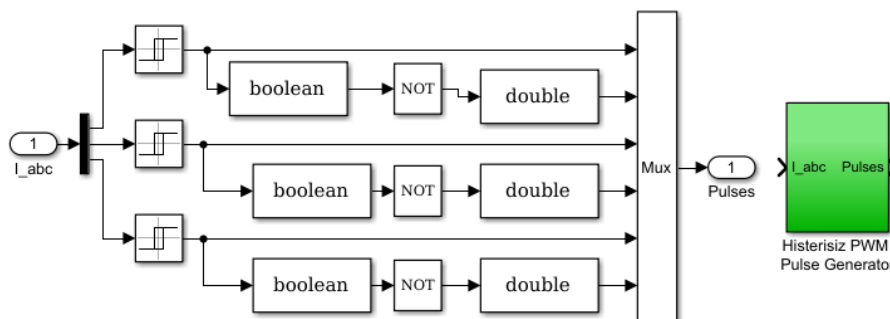 boolean
NOT
double
1
I_abc
boolean
NOT
double
Mux
1
Pulses
I_abc
Pulses
boolean
NOT
double
Histerisiz PWM
Pulse Generato